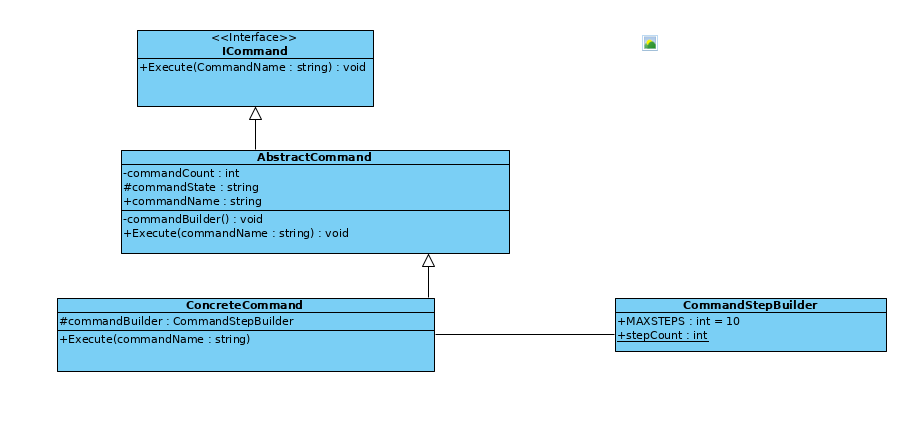 <<Interface>>
ICommand
+Execute(CommandName : string) : void
AbstractCommand
-commandCount : int
#commandState : string
+commandName : string
-commandBuilder() : void
+Execute(commandName : string) : void
ConcreteCommand
#commandBuilder : CommandStepBuilder
+Execute(commandName : string)
CommandStepBuilder
+MAXSTEPS : int = 10
+stepCount : int